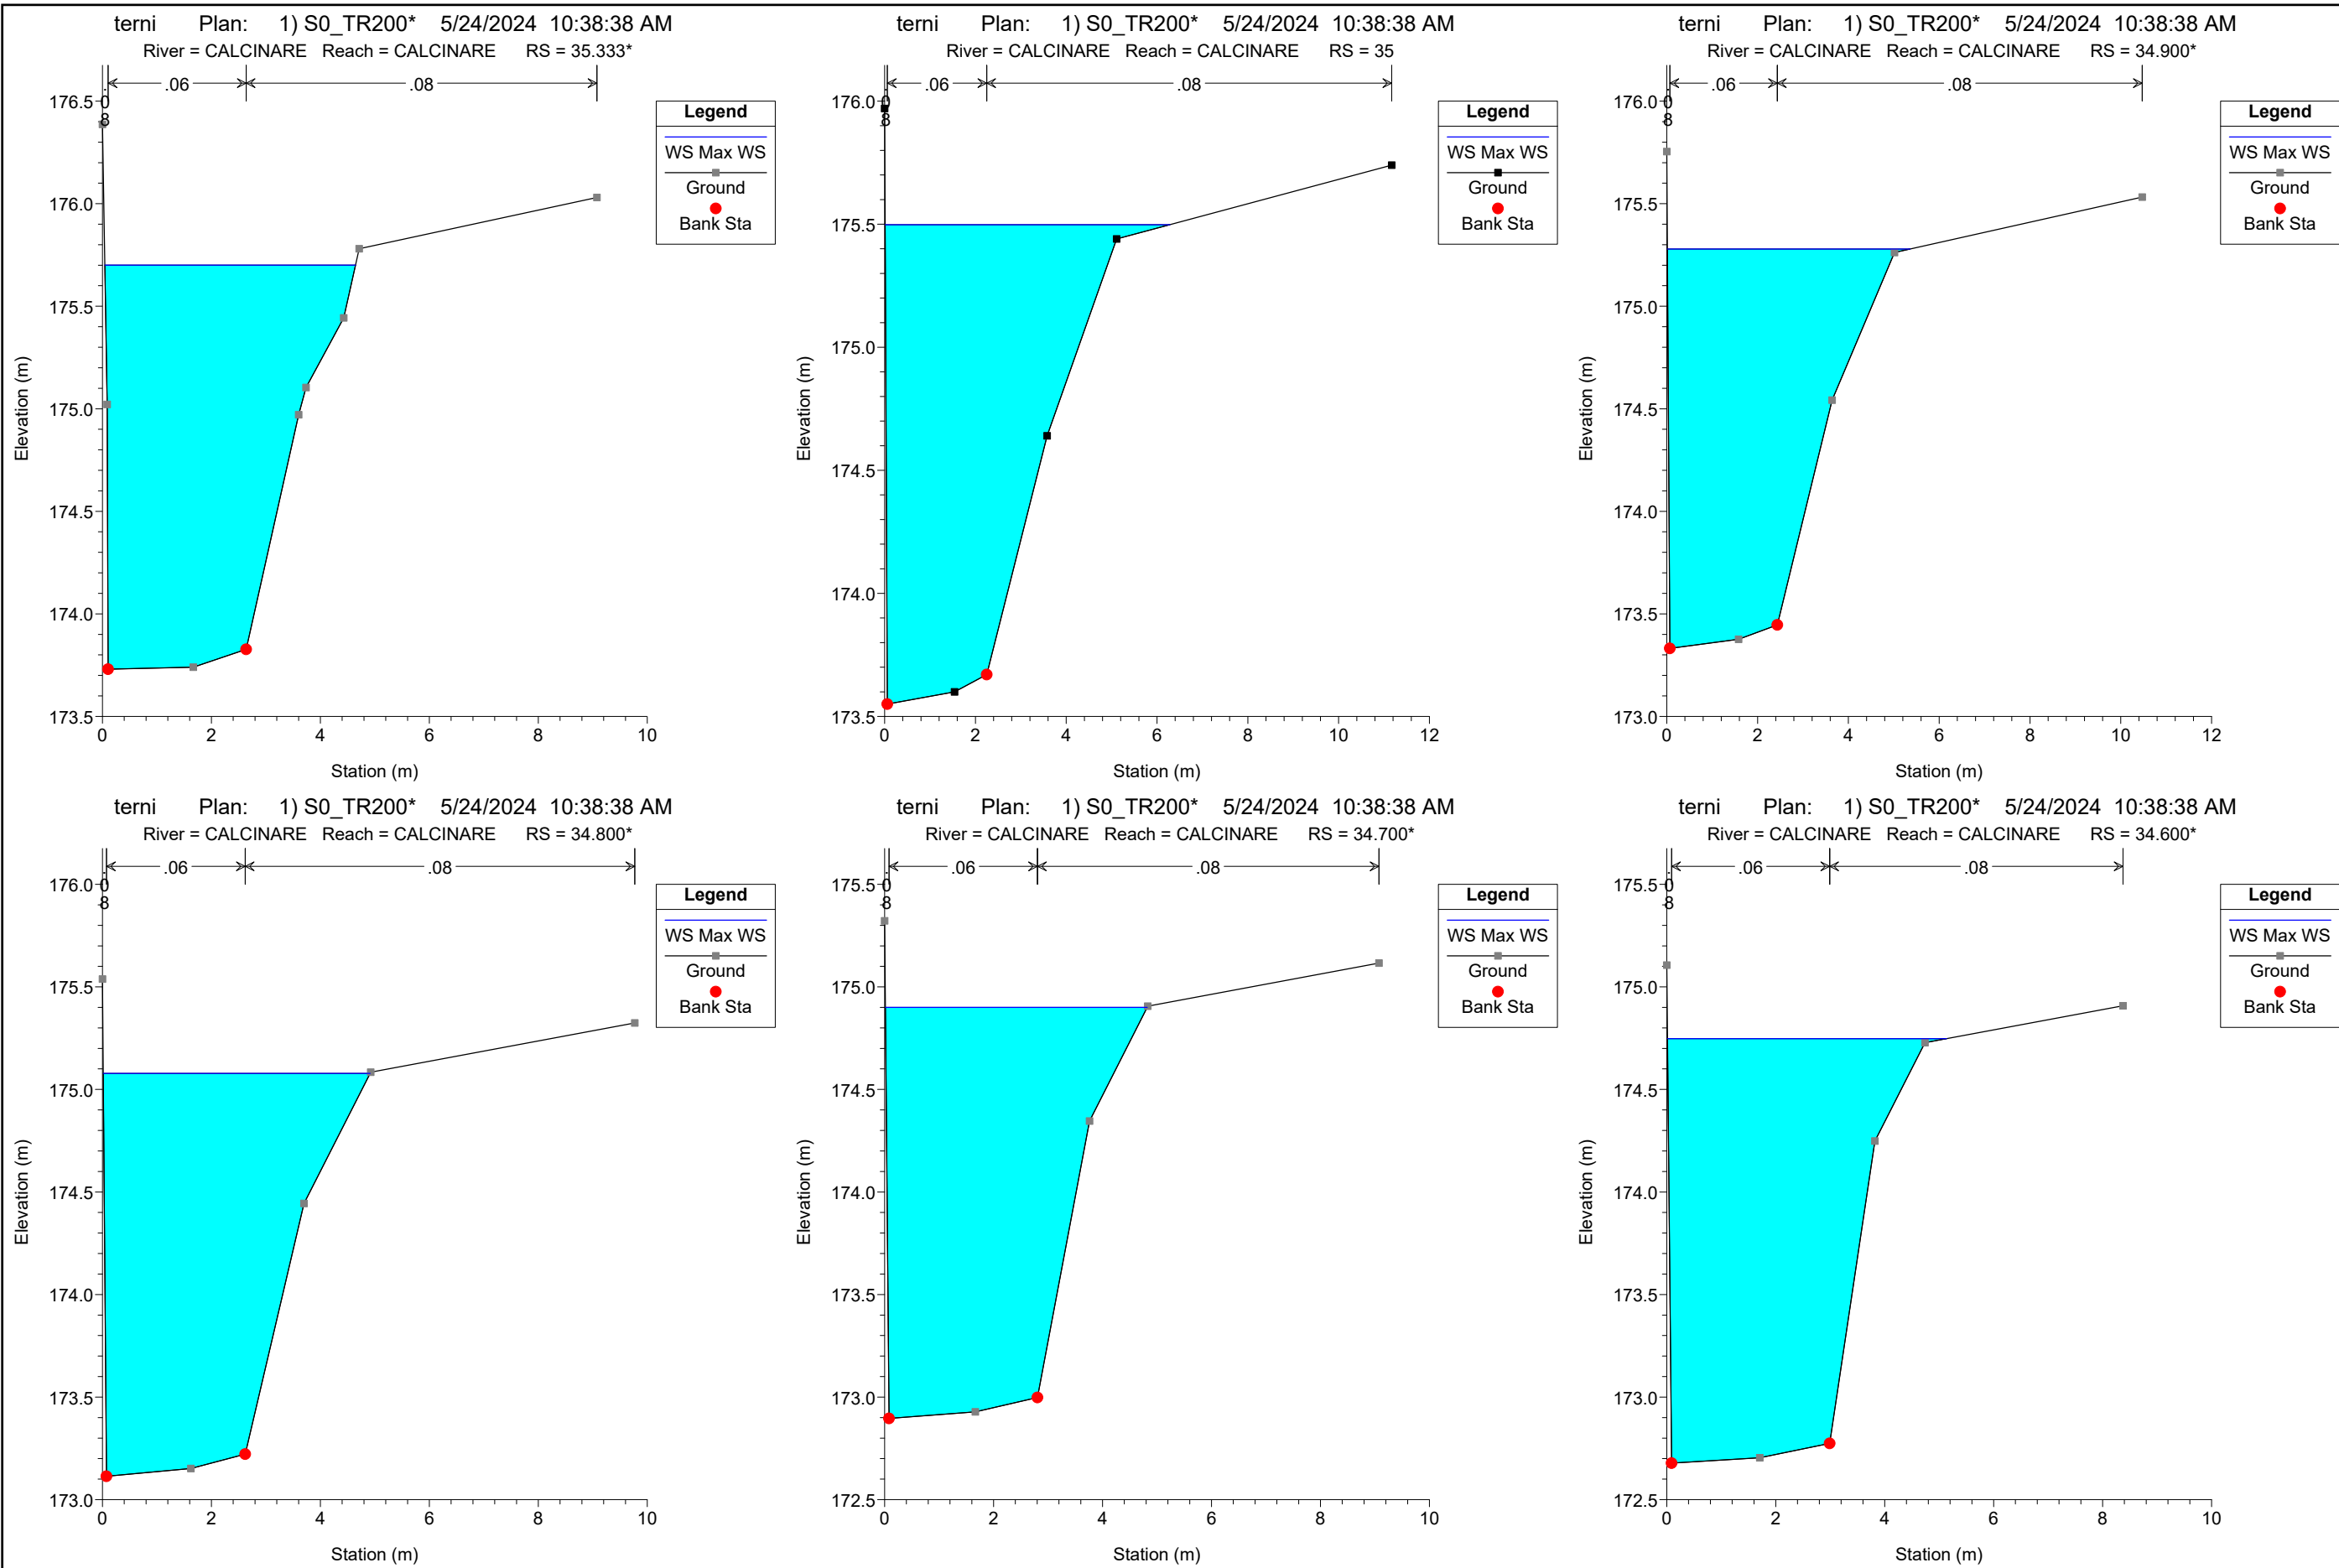 terni Plan: 1) S0_TR200* 5/24/2024 10:38:38 AM
River = CALCINARE Reach = CALCINARE RS = 35.333*
.06
.08
.08
176.5
176.0
175.5
175.0
174.5
174.0
173.5
0 2 4 6 8 10
Station (m)
Elevation (m)
Legend
WS Max WS
Ground
Bank Sta
terni Plan: 1) S0_TR200* 5/24/2024 10:38:38 AM
River = CALCINARE Reach = CALCINARE RS = 35
.08
.06
.08
176.0
175.5
175.0
174.5
174.0
173.5
0 2 4 6 8 10 12
Station (m)
Elevation (m)
Legend
WS Max WS
Ground
Bank Sta
terni Plan: 1) S0_TR200* 5/24/2024 10:38:38 AM
River = CALCINARE Reach = CALCINARE RS = 34.900*
.08
.06
.08
176.0
175.5
175.0
174.5
174.0
173.5
173.0
0 2 4 6 8 10 12
Station (m)
Elevation (m)
Legend
WS Max WS
Ground
Bank Sta
terni Plan: 1) S0_TR200* 5/24/2024 10:38:38 AM
River = CALCINARE Reach = CALCINARE RS = 34.800*
.08
.06
.08
176.0
175.5
175.0
174.5
174.0
173.5
173.0
0 2 4 6 8 10
Station (m)
Elevation (m)
Legend
WS Max WS
Ground
Bank Sta
terni Plan: 1) S0_TR200* 5/24/2024 10:38:38 AM
River = CALCINARE Reach = CALCINARE RS = 34.700*
.08
.06
.08
175.5
175.0
174.5
174.0
173.5
173.0
172.5
0 2 4 6 8 10
Station (m)
Elevation (m)
Legend
WS Max WS
Ground
Bank Sta
terni Plan: 1) S0_TR200* 5/24/2024 10:38:38 AM
River = CALCINARE Reach = CALCINARE RS = 34.600*
.08
.06
.08
175.5
175.0
174.5
174.0
173.5
173.0
172.5
0 2 4 6 8 10
Station (m)
Elevation (m)
Legend
WS Max WS
Ground
Bank Sta